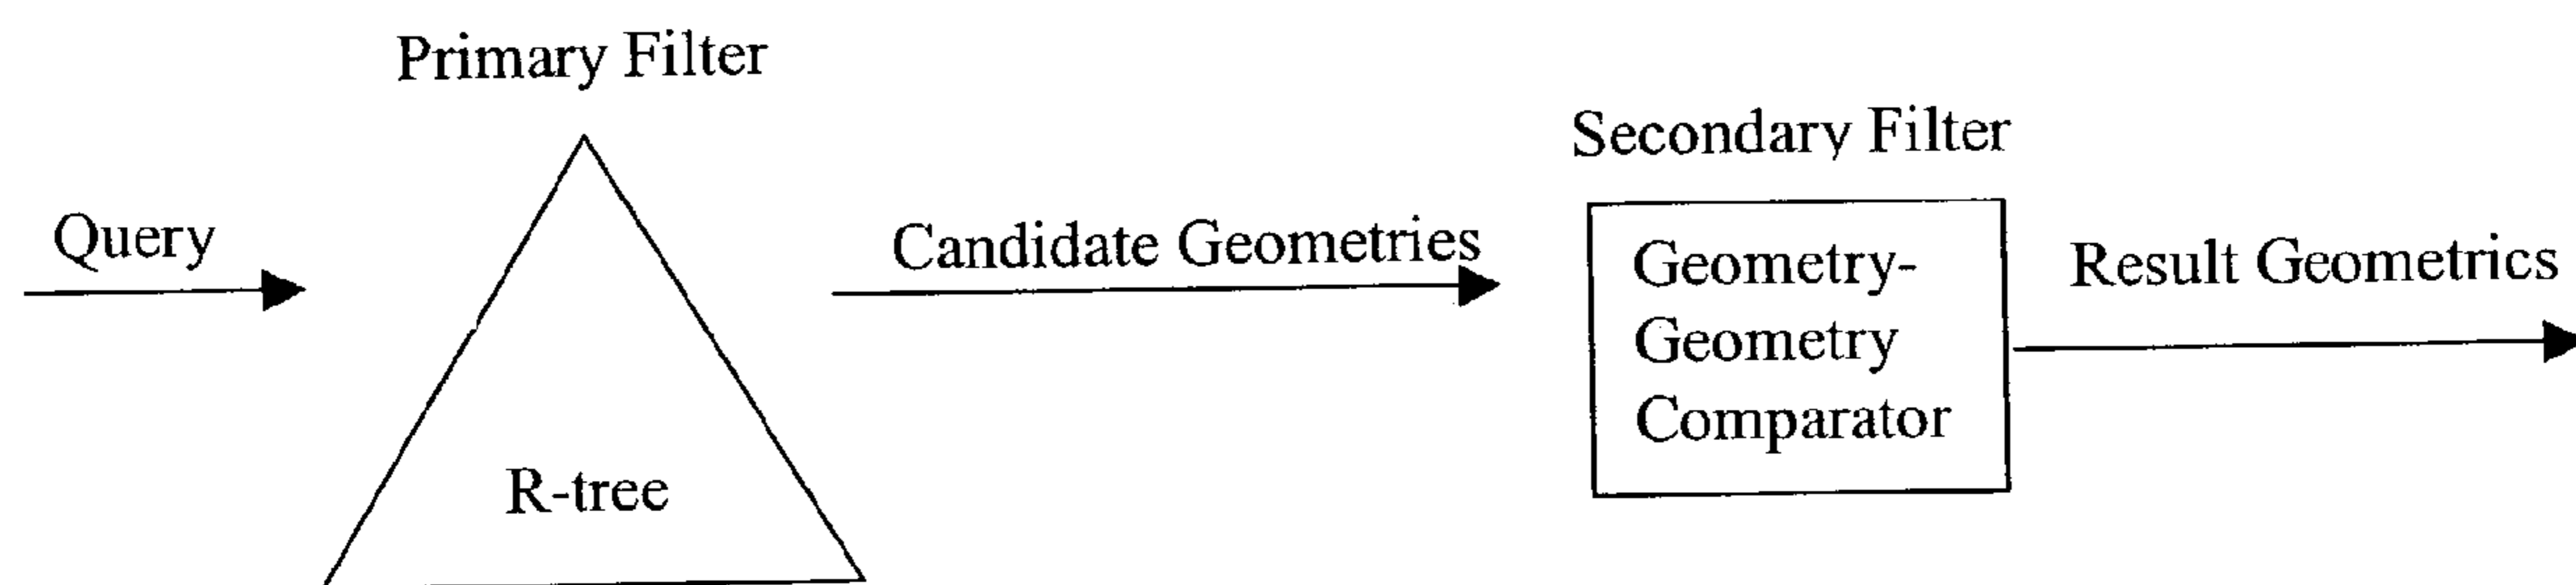 Primary Filter
Query
R-tree
Candidate Geometries
Secondary Filter
Geometry-
Geometry
Comparator
Result Geometrics